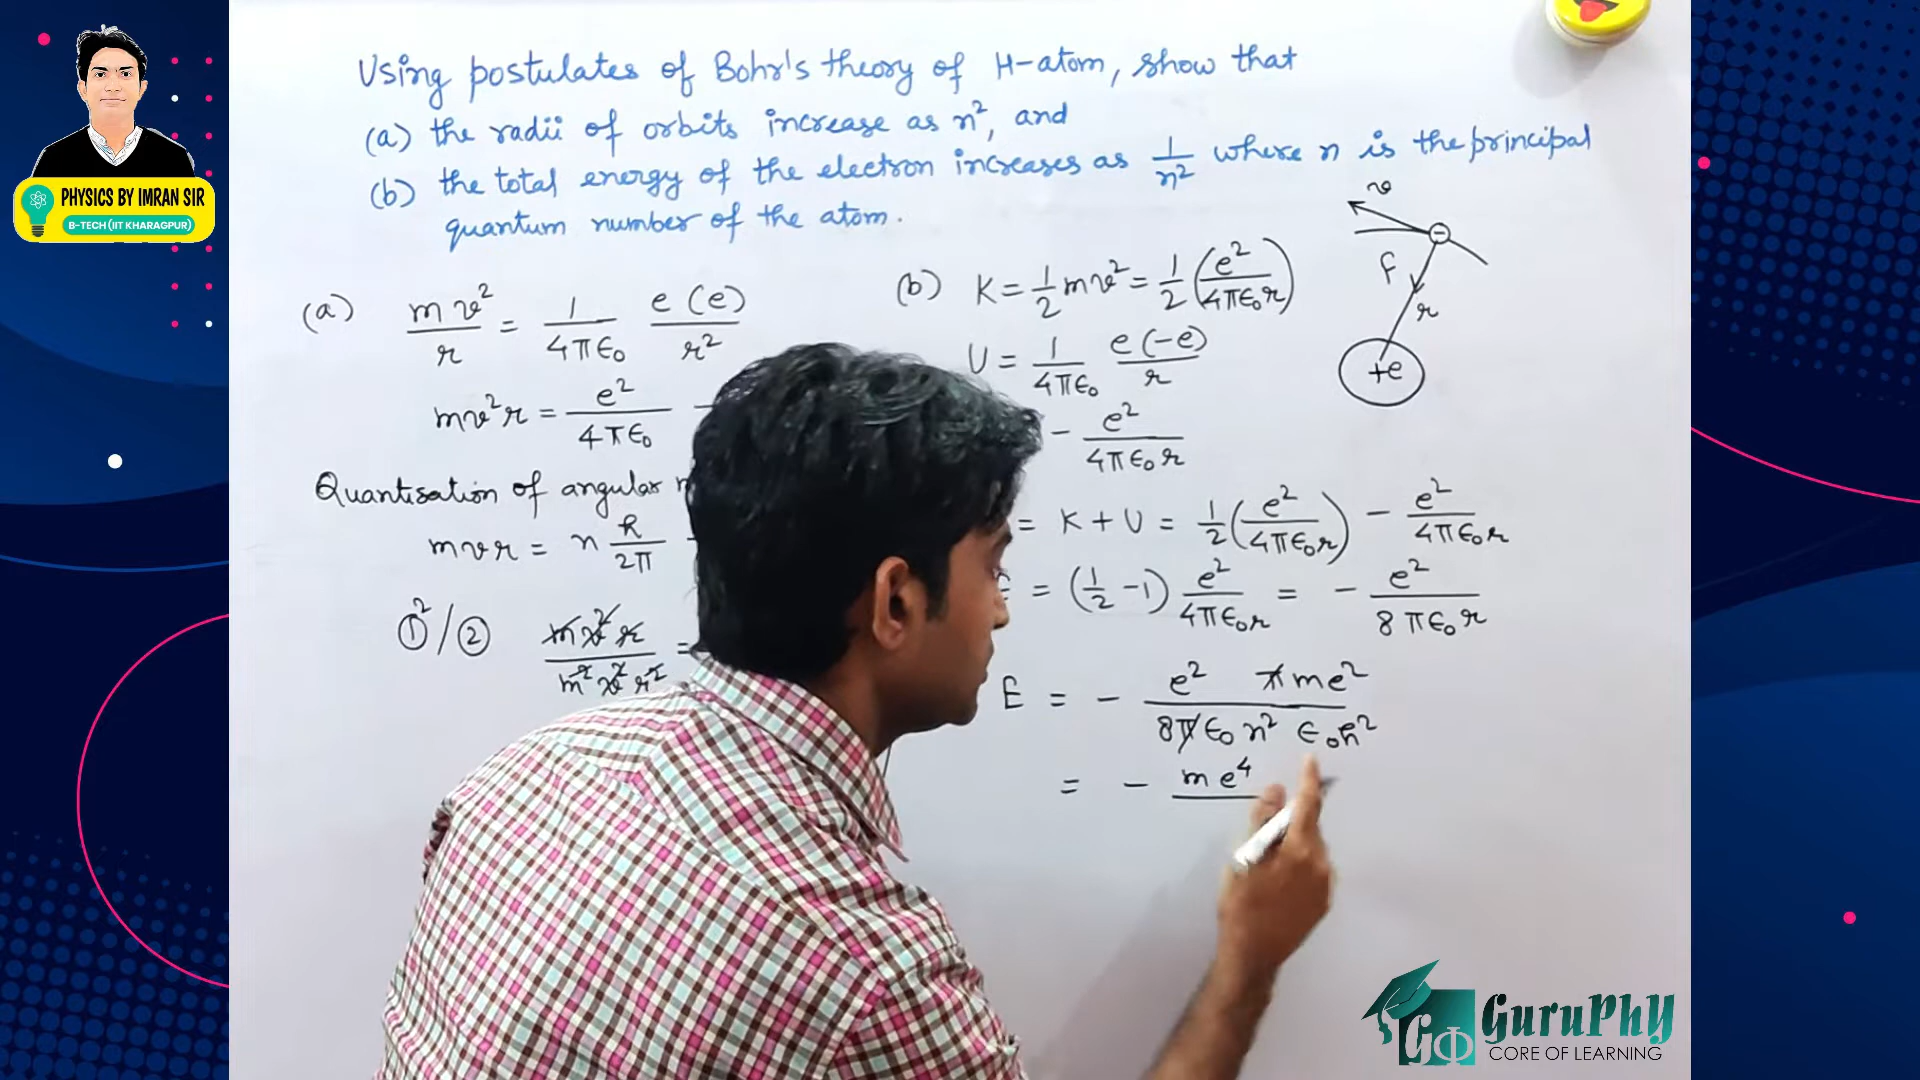 Using postulates of Bohr's theory of H-atom, show that
(a) the radii of orbits increase as n², and
(b) the total energy of the electron increases as 1/n² where n is the principal
quantum number of the atom.
PHYSICS BY IMRAN SIR
B-TECH (IIT KHARAGPUR)
(a) mv²/r = 1/4πϵ₀ e(e)/r²
mv²r = e²/4πϵ₀ -
Quantisation of angular
mvr = n h/2π -
①²/② mv²r/m²v²r² =
(b) K = 1/2 mv² = 1/2 (e²/4πϵ₀r)
U = 1/4πϵ₀ e(-e)/r
- e²/4πϵ₀r
= K + U = 1/2 (e²/4πϵ₀r) - e²/4πϵ₀r
= (1/2 - 1) e²/4πϵ₀r = - e²/8πϵ₀r
E = - e² πme²/8πϵ₀n² ϵ₀h²
= - me⁴
v
-
F
r
+e
GuruPhy
CORE OF LEARNING